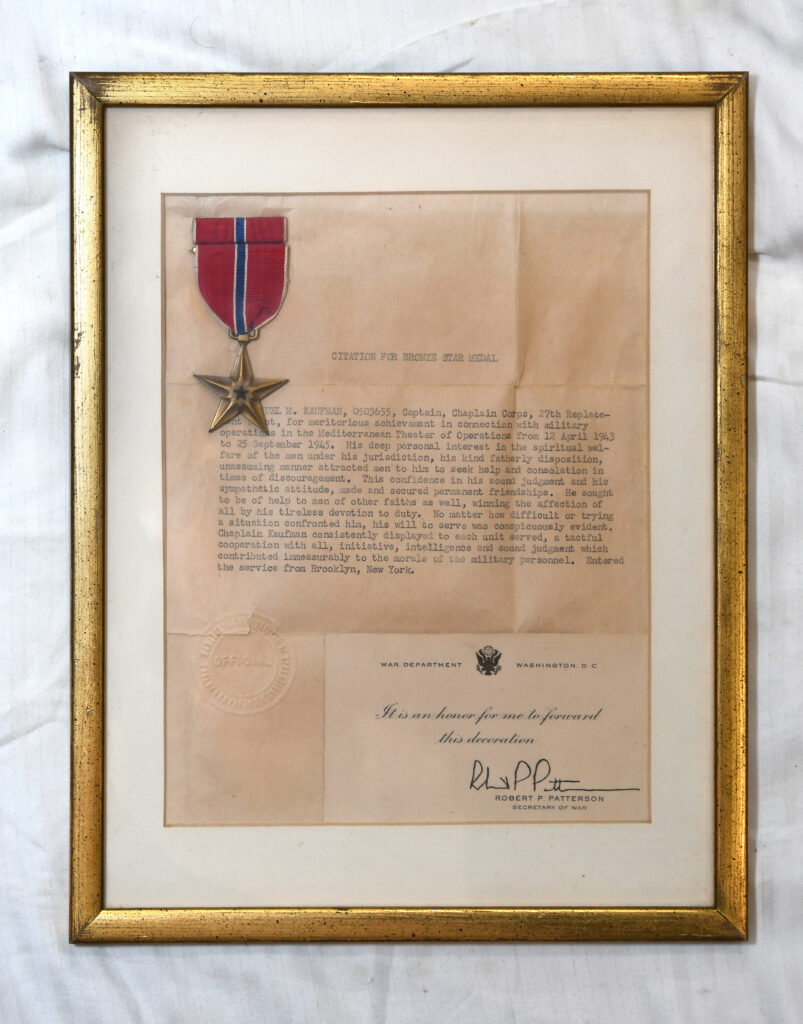 CITATION FOR BRONZE STAR MEDAL
M. KAUFMAN, 0503655, Captain, Chaplain Corps, 27th Replace-
for meritorious achievement in connection with military
operations in the Mediterranean Theater of Operations from 12 April 1943
to 25 September 1945. His deep personal interest in the spiritual wel-
fare of the men under his jurisdiction, his kind fatherly disposition,
unassuming manner attracted men to him to seek help and consolation in
times of discouragement. This confidence in his sound judgment and his
sympathetic attitude, made and secured permanent friendships. He sought
to be of help to men of other faiths as well, winning the affection of
all by his tireless devotion to duty. No matter how difficult or trying
a situation confronted him, his will to serve was conspicuously evident.
Chaplain Kaufman consistently displayed to each unit served, a tactful
cooperation with all, initiative, intelligence and sound judgment which
contributed immeasurably to the morale of the military personnel. Entered
the service from Brooklyn, New York.
OFFICIAL
WAR DEPARTMENT WASHINGTON, D.C.
It is an honor for me to forward
this decoration
Robert P. Patterson
ROBERT P. PATTERSON
SECRETARY OF WAR